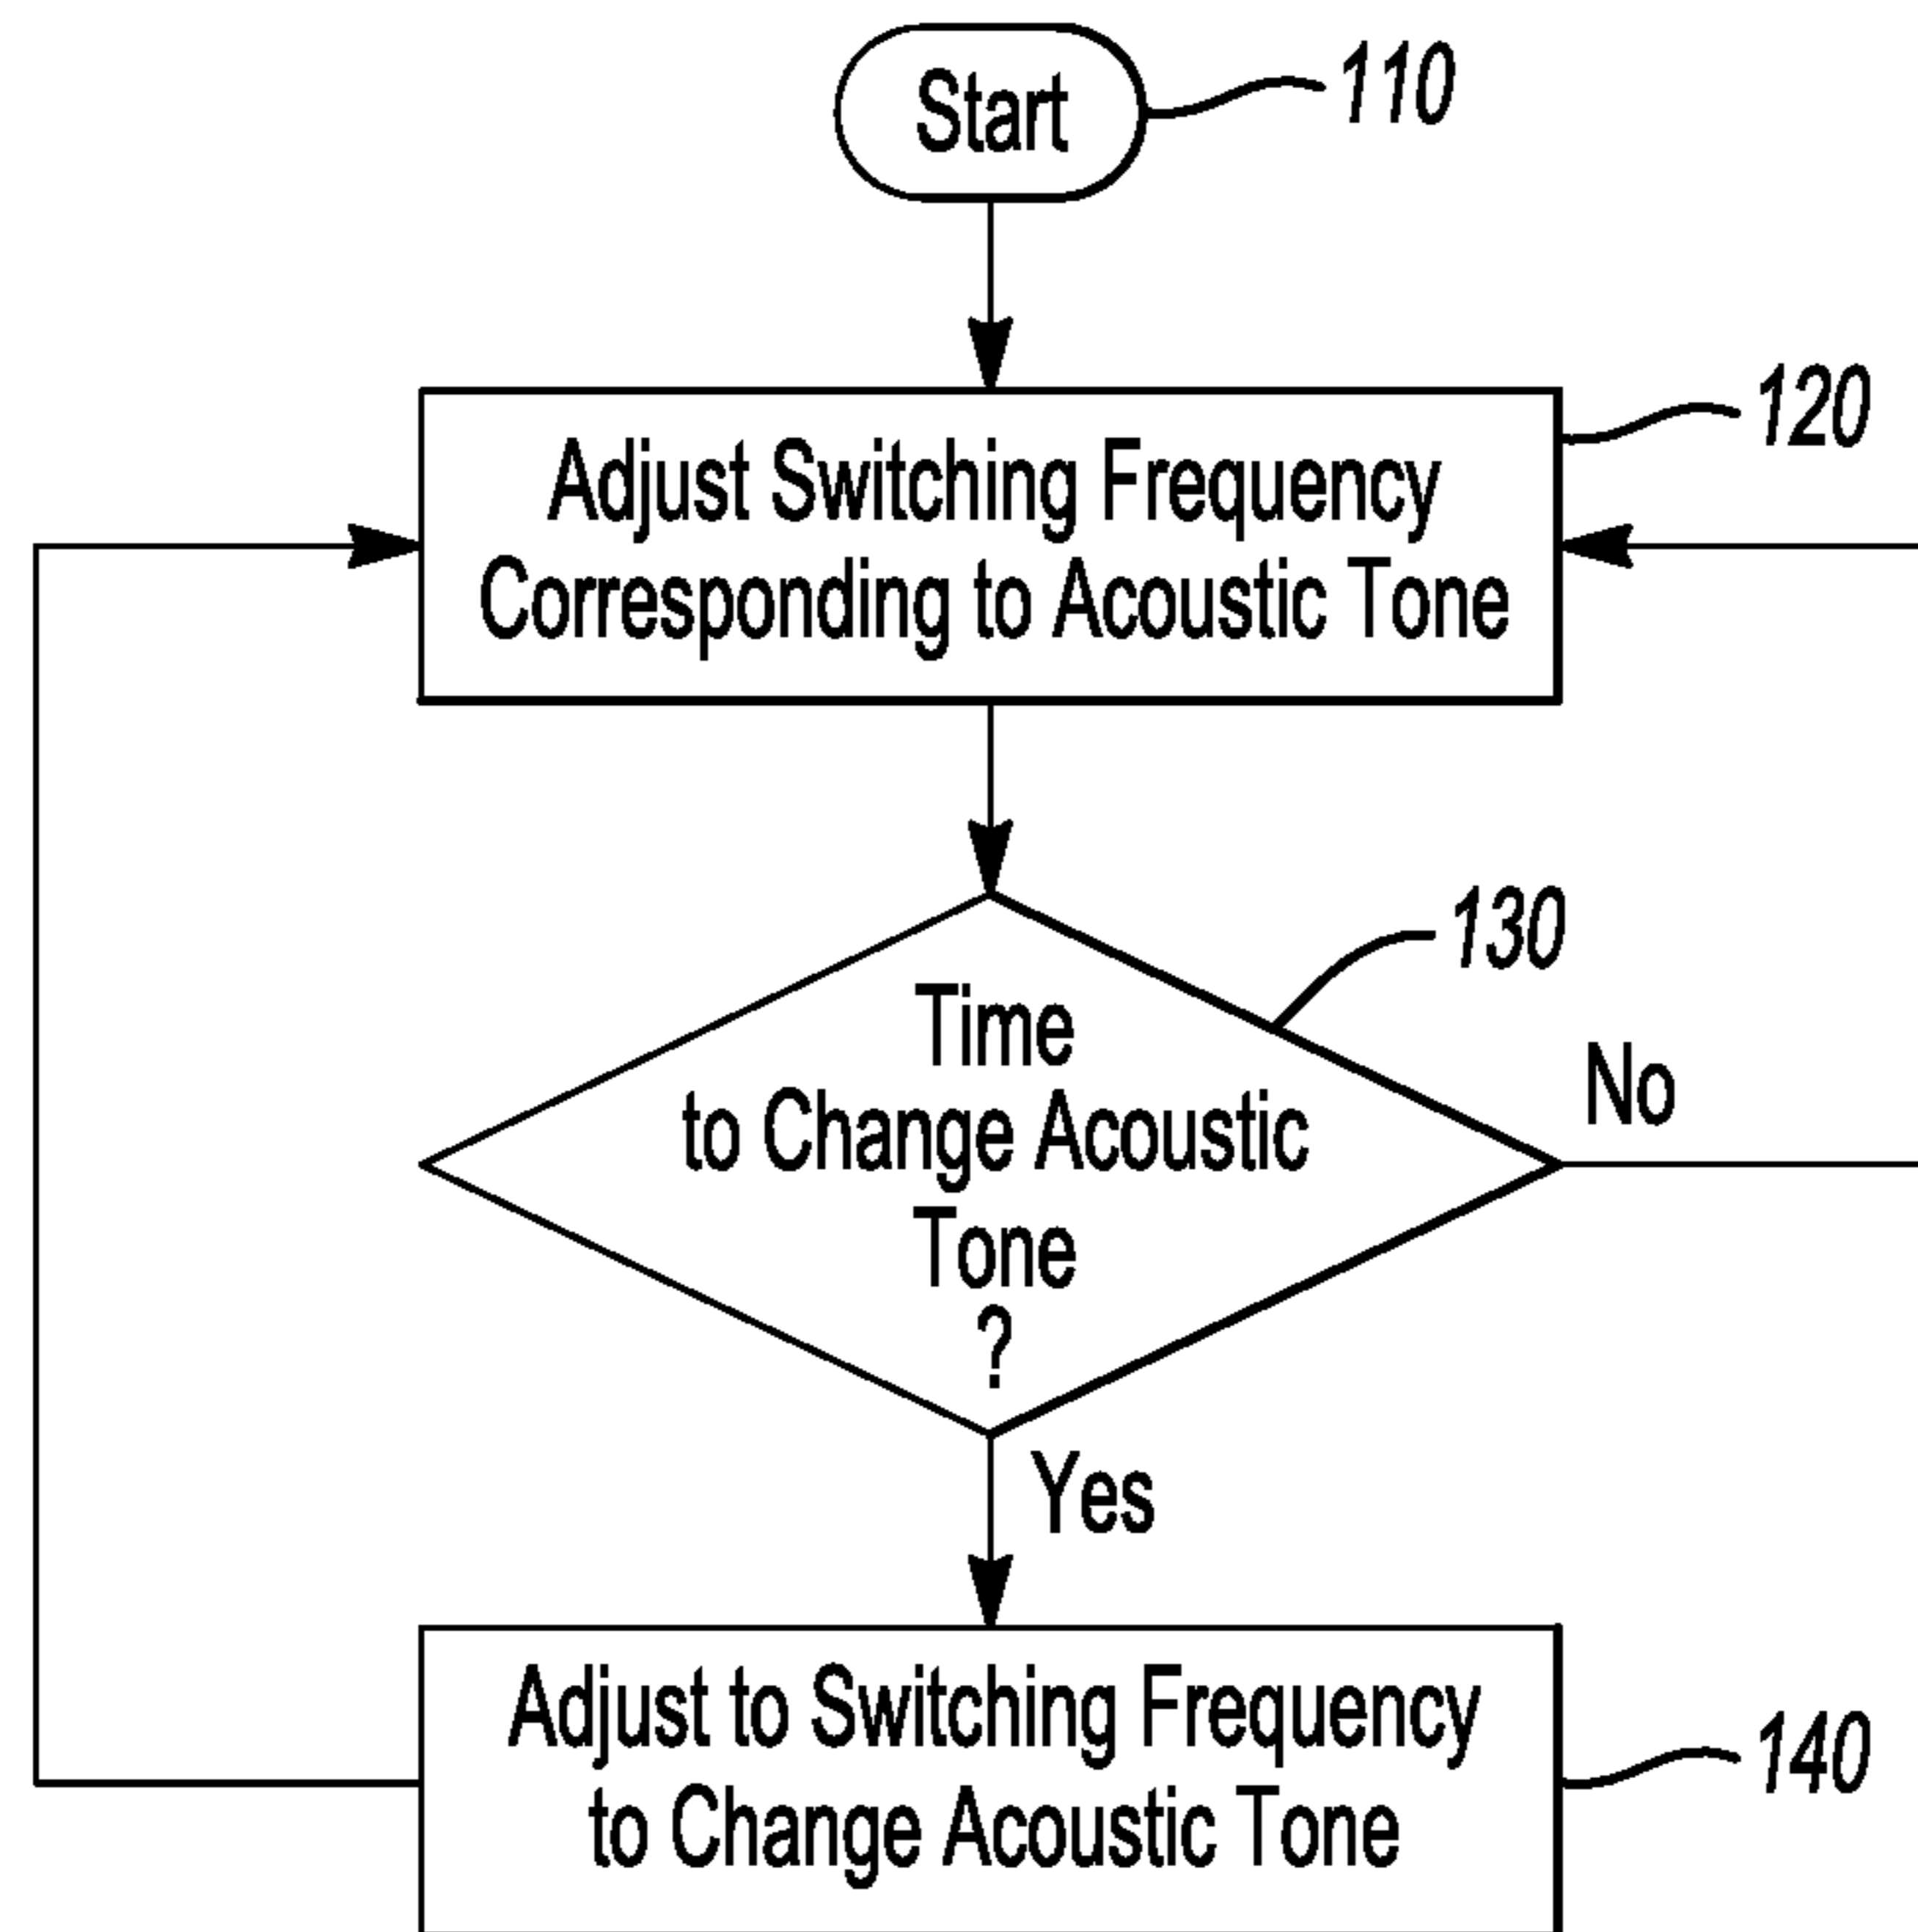 Start
110
Adjust Switching Frequency
Corresponding to Acoustic Tone
120
Time
to Change Acoustic
Tone
?
130
No
Yes
Adjust to Switching Frequency
to Change Acoustic Tone
140